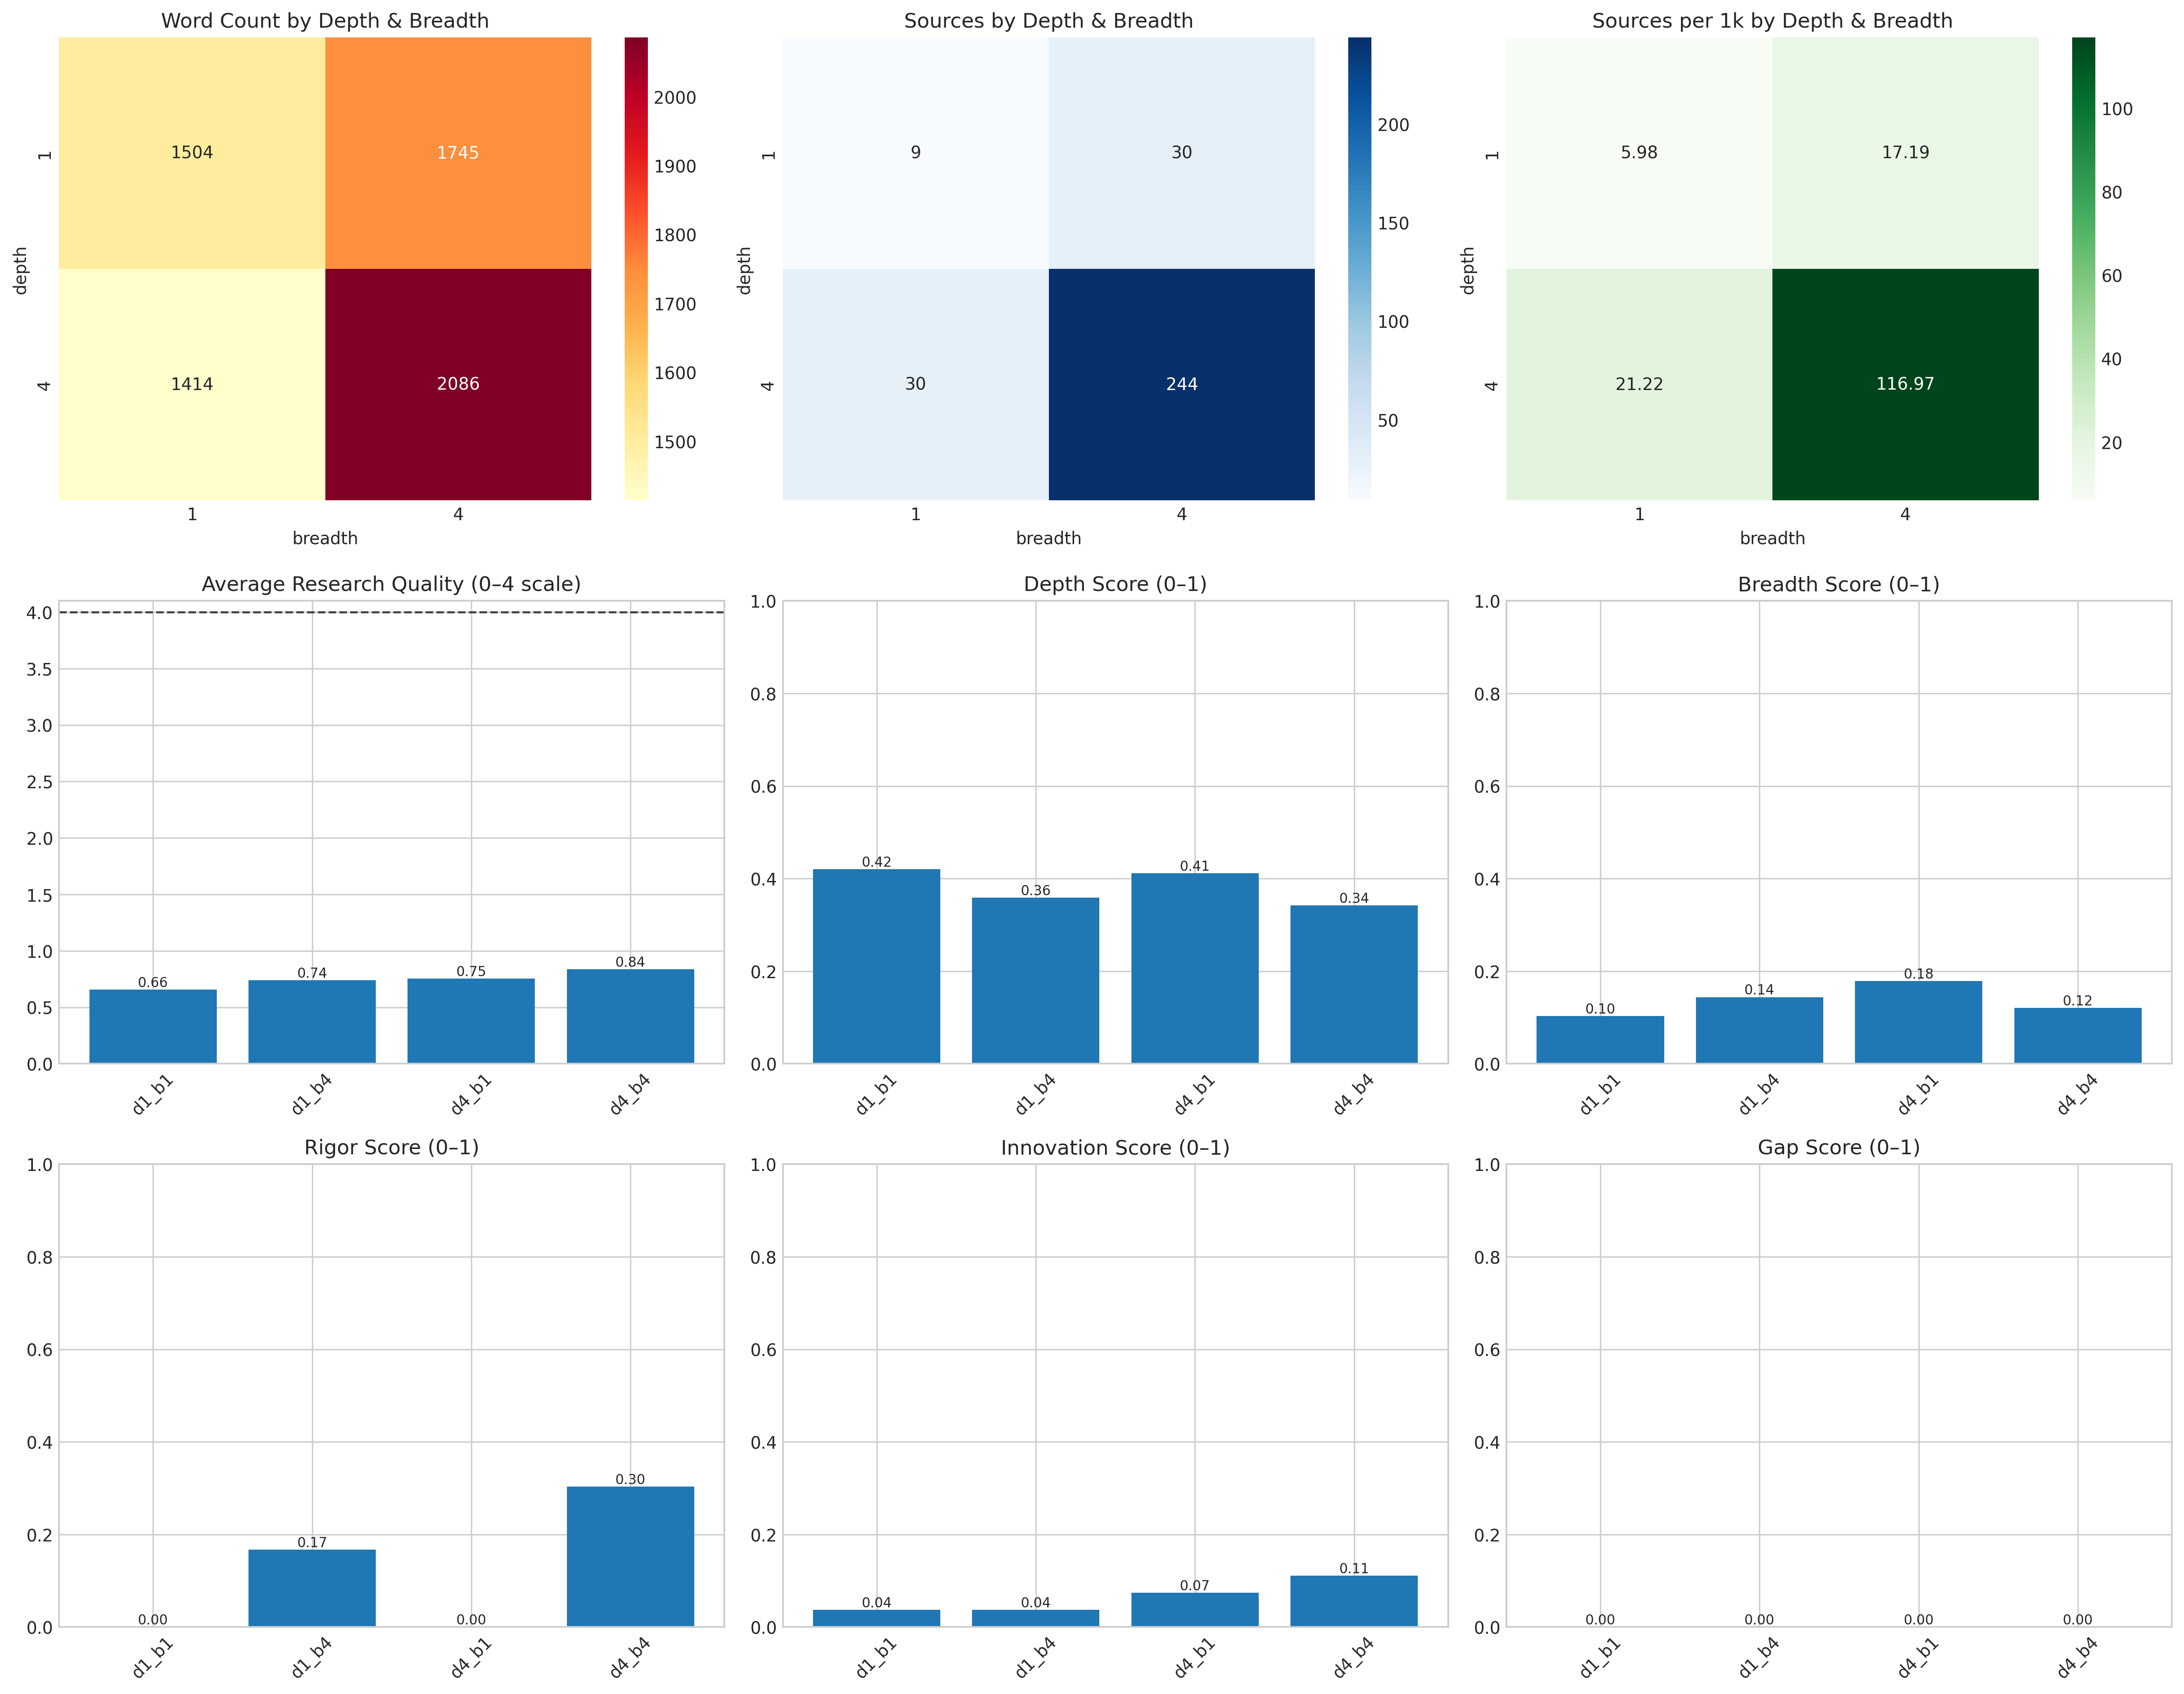 Word Count by Depth & Breadth
1504
1745
1414
2086
1
4
depth
1
4
breadth
2000
1900
1800
1700
1600
1500
Sources by Depth & Breadth
9
30
30
244
1
4
depth
1
4
breadth
200
150
100
50
Sources per 1k by Depth & Breadth
5.98
17.19
21.22
116.97
1
4
depth
1
4
breadth
100
80
60
40
20
Average Research Quality (0–4 scale)
4.0
3.5
3.0
2.5
2.0
1.5
1.0
0.5
0.0
0.66
0.74
0.75
0.84
d1_b1
d1_b4
d4_b1
d4_b4
Depth Score (0–1)
1.0
0.8
0.6
0.4
0.2
0.0
0.42
0.36
0.41
0.34
d1_b1
d1_b4
d4_b1
d4_b4
Breadth Score (0–1)
1.0
0.8
0.6
0.4
0.2
0.0
0.10
0.14
0.18
0.12
d1_b1
d1_b4
d4_b1
d4_b4
Rigor Score (0–1)
1.0
0.8
0.6
0.4
0.2
0.0
0.00
0.17
0.00
0.30
d1_b1
d1_b4
d4_b1
d4_b4
Innovation Score (0–1)
1.0
0.8
0.6
0.4
0.2
0.0
0.04
0.04
0.07
0.11
d1_b1
d1_b4
d4_b1
d4_b4
Gap Score (0–1)
1.0
0.8
0.6
0.4
0.2
0.0
0.00
0.00
0.00
0.00
d1_b1
d1_b4
d4_b1
d4_b4